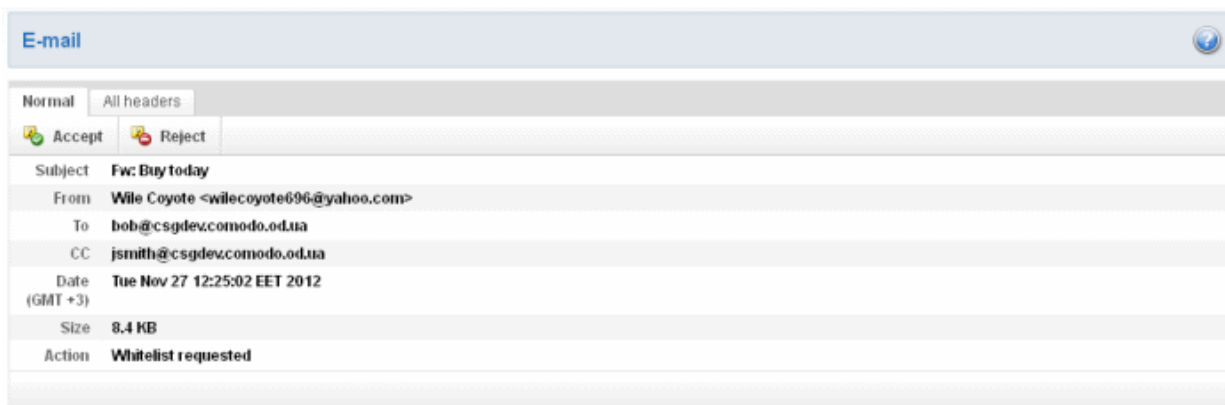 E-mail
Normal All headers
Accept Reject
Subject Fw: Buy today
From Wile Coyote <wilecoyote696@yahoo.com>
To bob@csgdev.comodo.od.ua
CC jsmith@csgdev.comodo.od.ua
Date Tue Nov 27 12:25:02 EET 2012
(GMT +3)
Size 8.4 KB
Action Whitelist requested